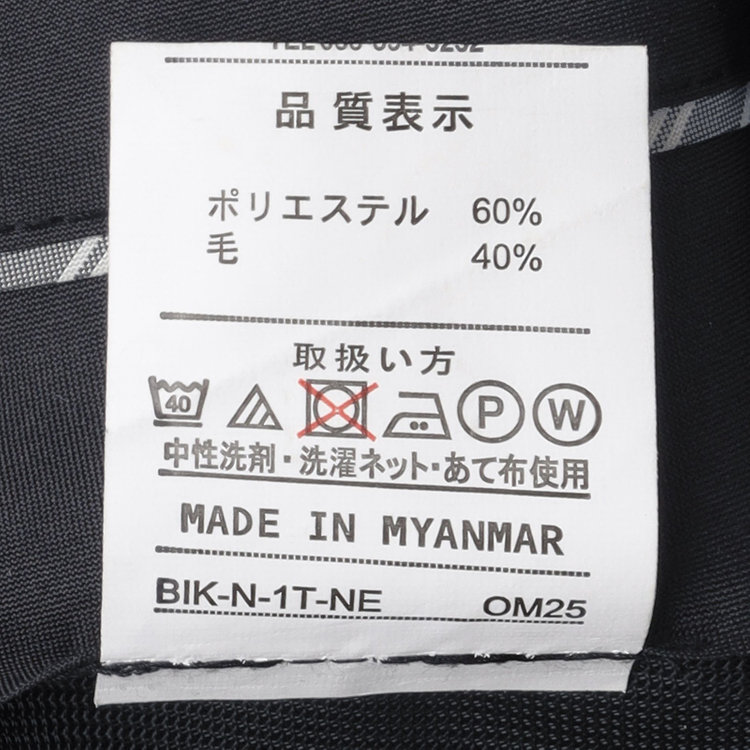 品質表示
ポリエステル 60%
毛 40%
取扱い方
40 P W
中性洗剤・洗濯ネット・あて布使用
MADE IN MYANMAR
BIK-N-1T-NE OM25